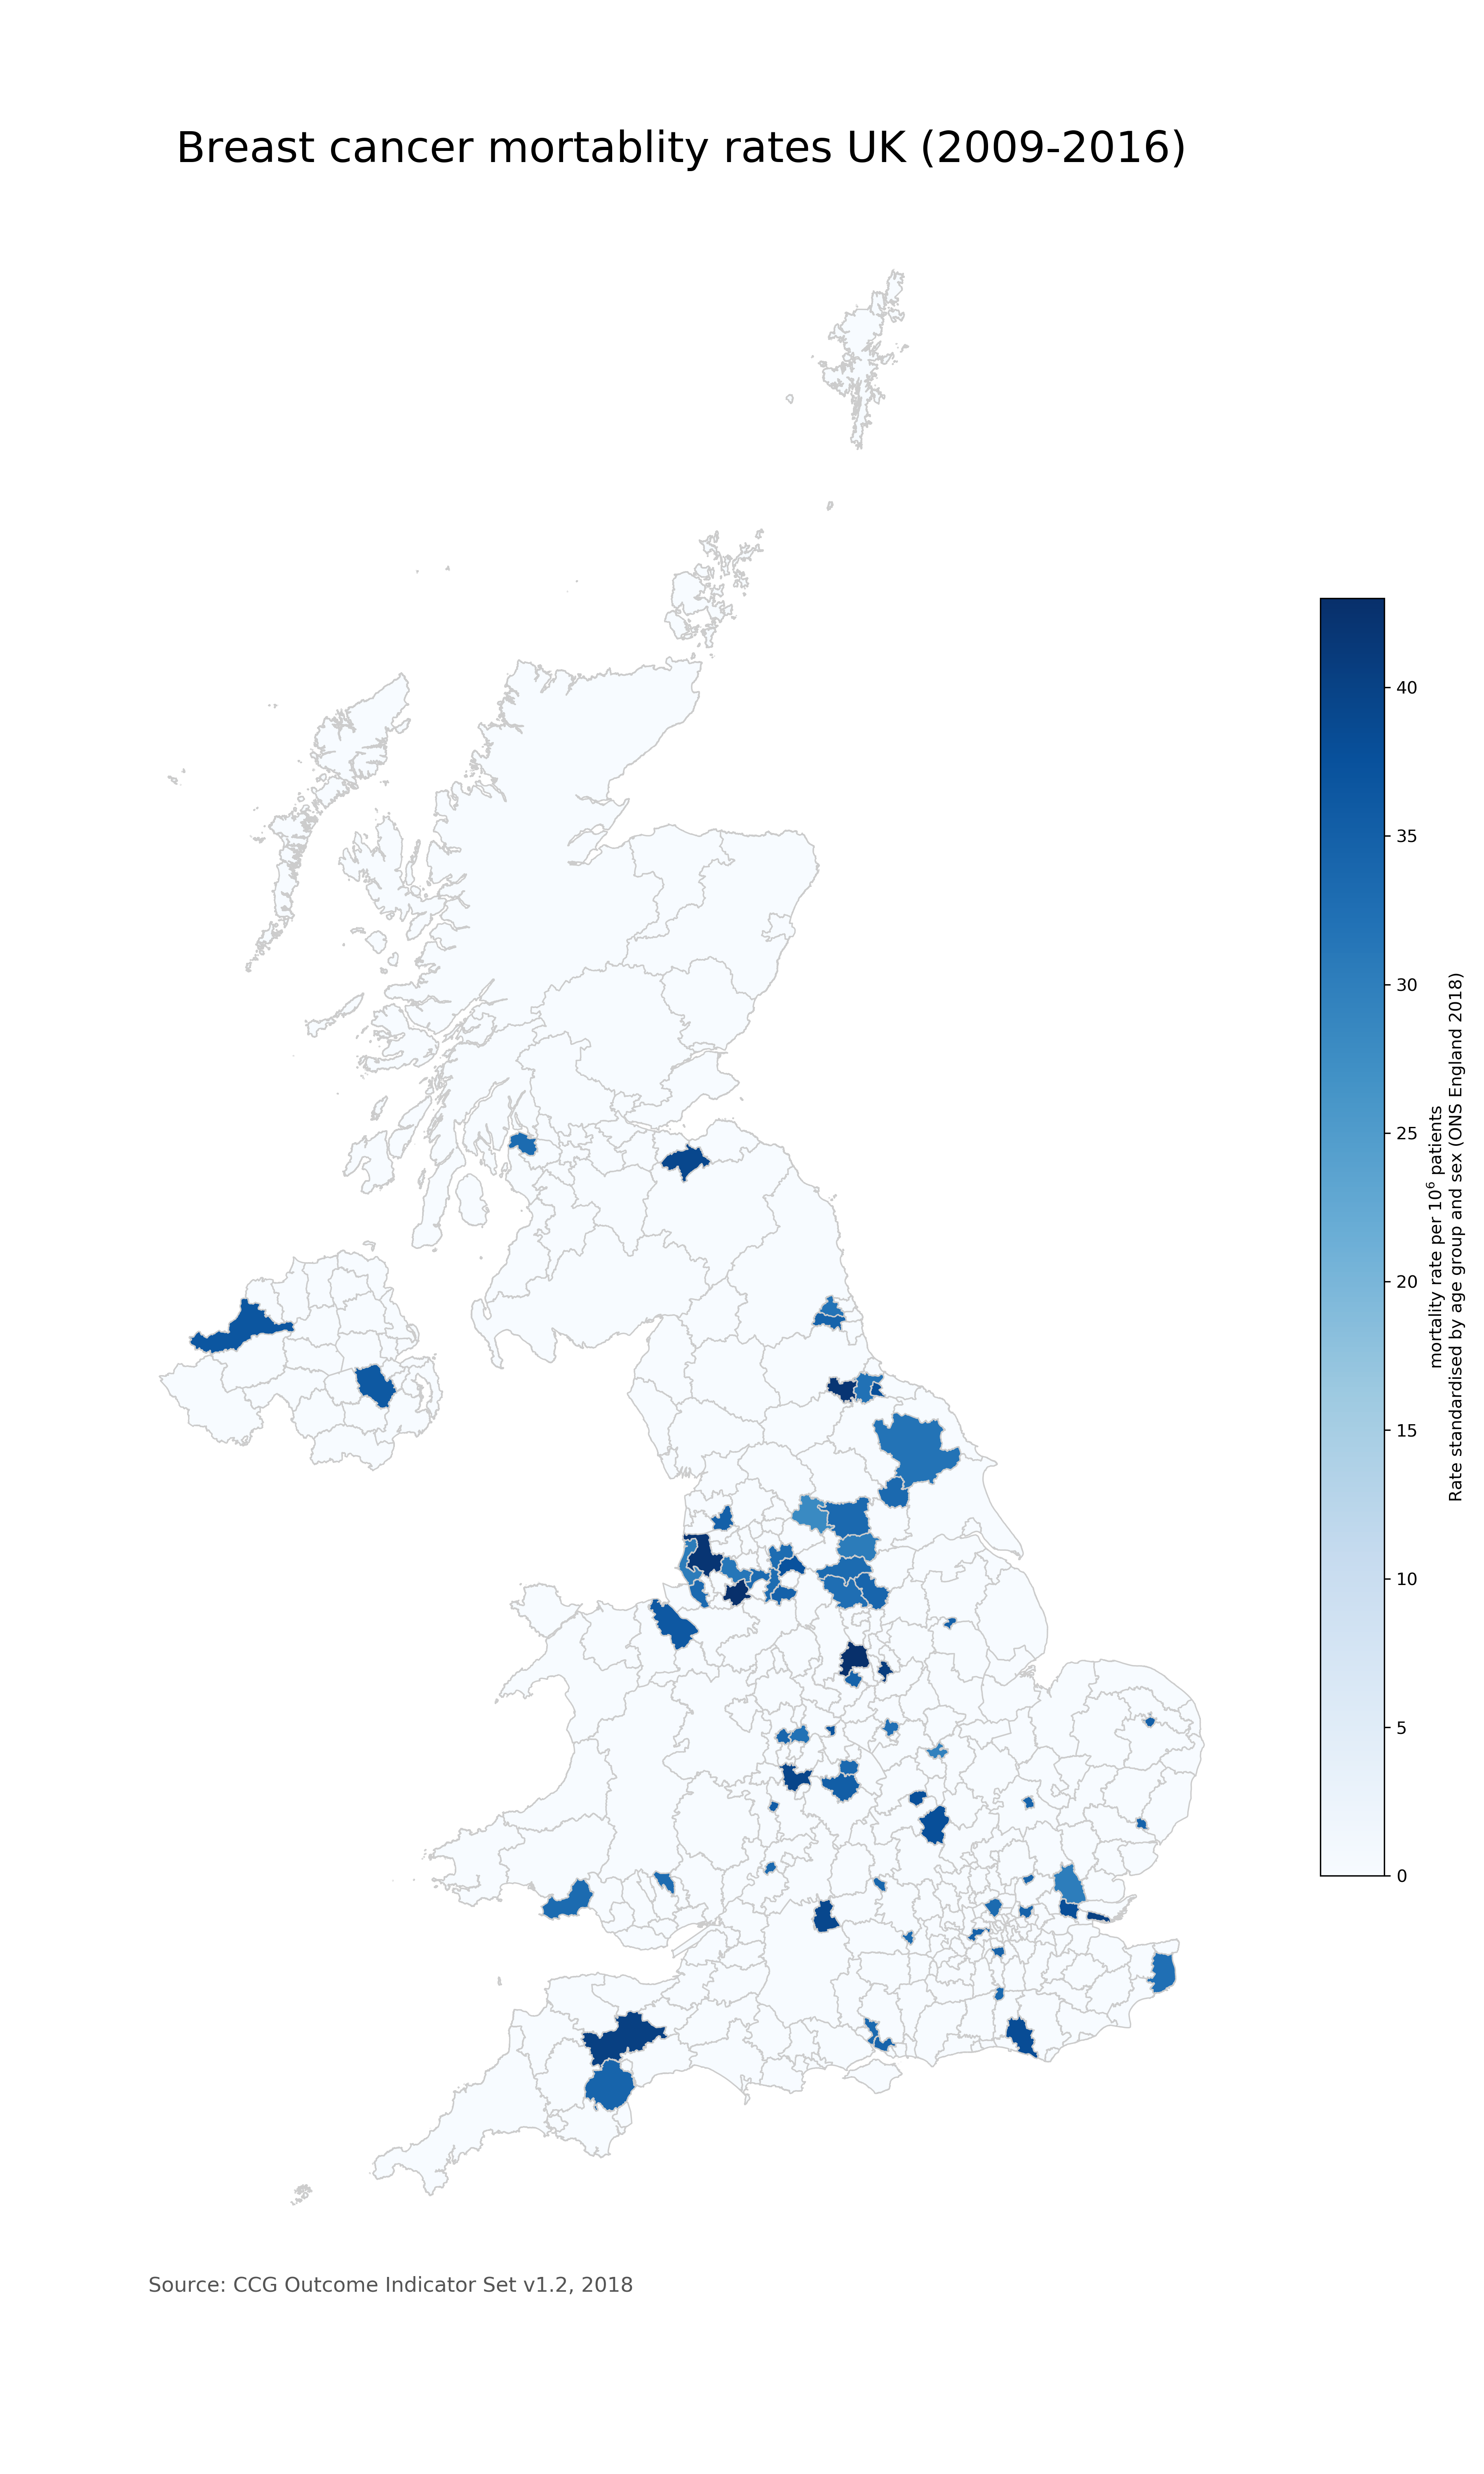 Breast cancer mortablity rates UK (2009-2016)
40
35
30
25
20
15
10
5
0
mortality rate per 10⁶ patients
Rate standardised by age group and sex (ONS England 2018)
Source: CCG Outcome Indicator Set v1.2, 2018